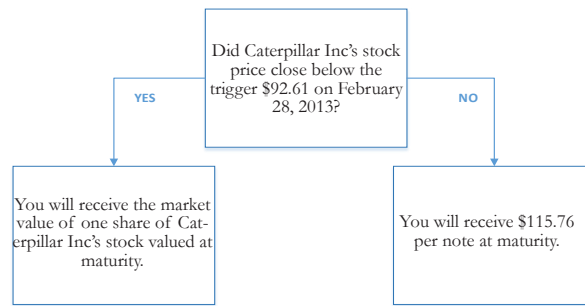 Did Caterpillar Inc's stock
price close below the
trigger $92.61 on February
28, 2013?
YES
NO
You will receive the market
value of one share of Cat-
erpillar Inc's stock valued at
maturity.
You will receive $115.76
per note at maturity.